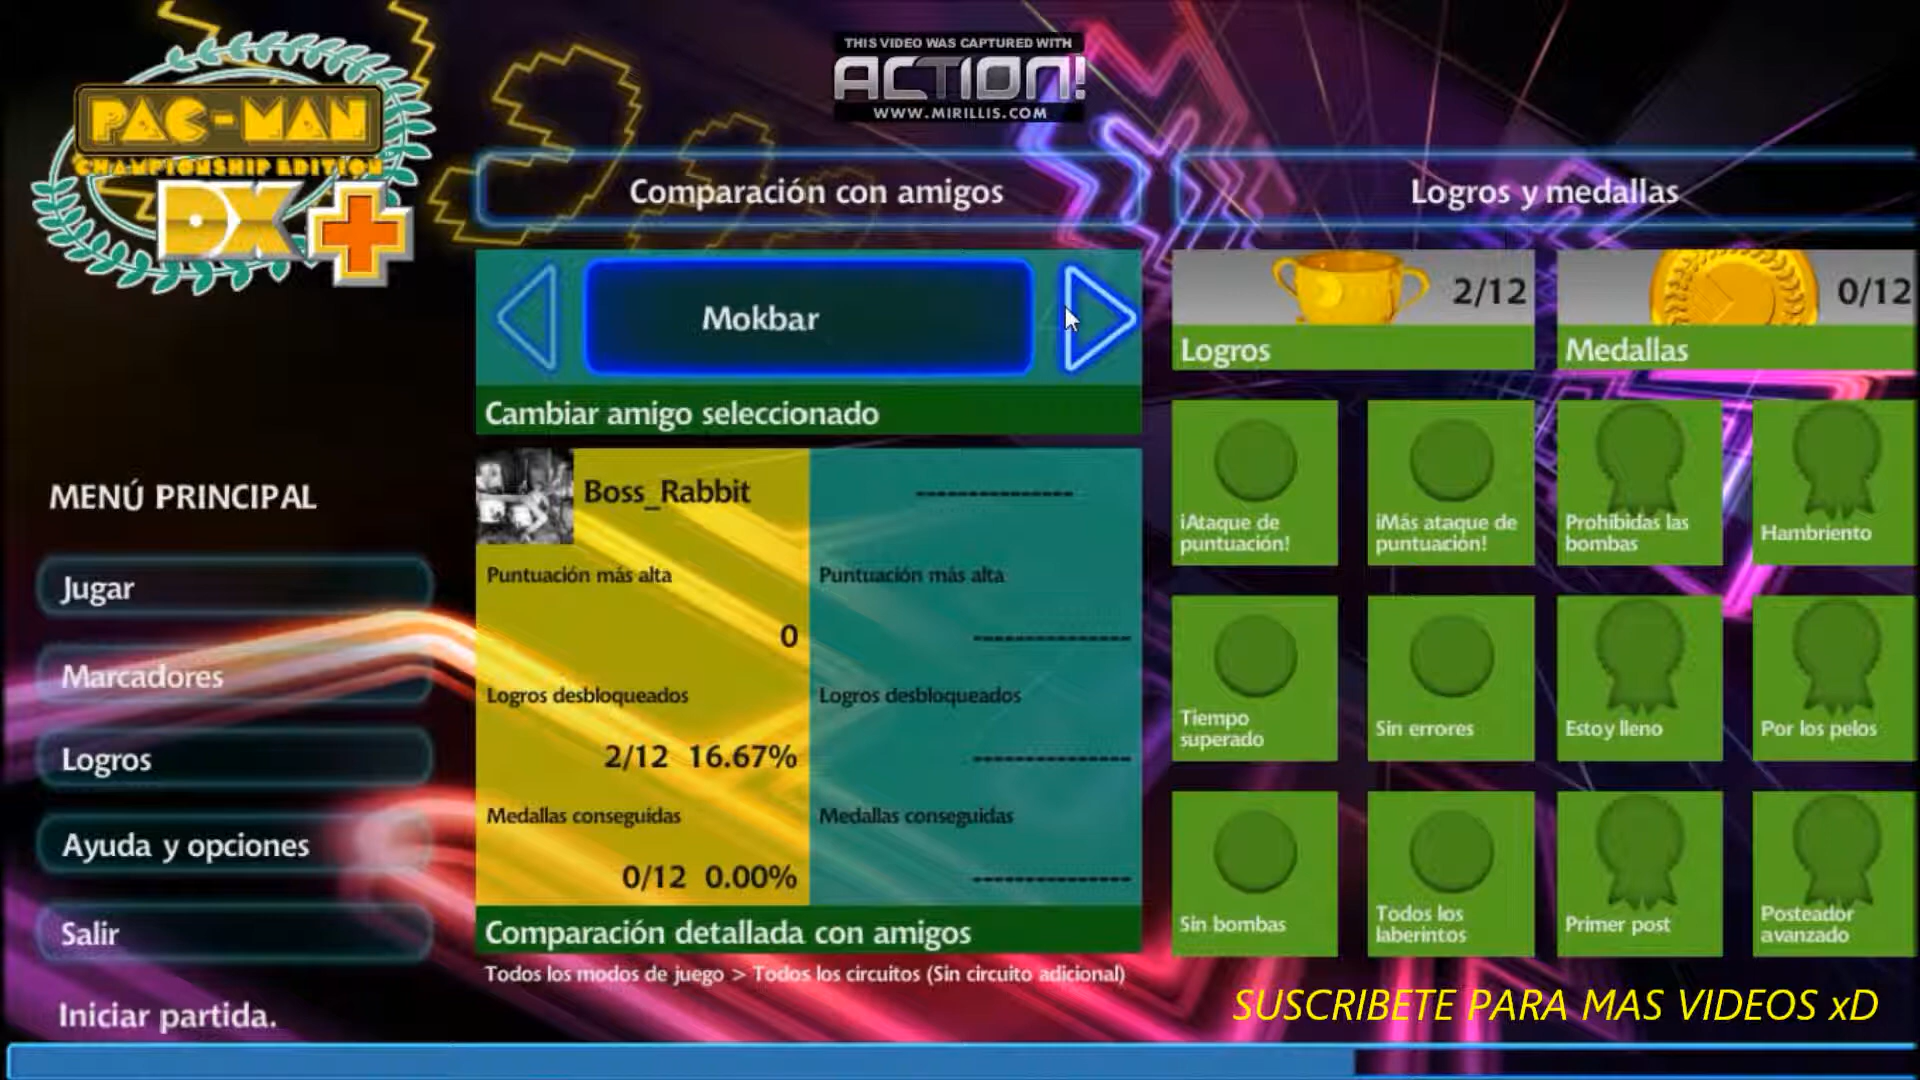 THIS VIDEO WAS CAPTURED WITH
ACTION!
WWW.MIRILLIS.COM
PAC-MAN
CHAMPIONSHIP EDITION
DX+
MENÚ PRINCIPAL
Jugar
Marcadores
Logros
Ayuda y opciones
Salir
Iniciar partida.
Comparación con amigos
Mokbar
Cambiar amigo seleccionado
Boss_Rabbit
---------------
Puntuación más alta
0
Puntuación más alta
---------------
Logros desbloqueados
2/12 16.67%
Logros desbloqueados
---------------
Medallas conseguidas
0/12 0.00%
Medallas conseguidas
---------------
Comparación detallada con amigos
Todos los modos de juego > Todos los circuitos (Sin circuito adicional)
Logros y medallas
2/12
Logros
0/12
Medallas
¡Ataque de
puntuación!
¡Más ataque de
puntuación!
Prohibidas las
bombas
Hambriento
Tiempo
superado
Sin errores
Estoy lleno
Por los pelos
Sin bombas
Todos los
laberintos
Primer post
Posteador
avanzado
SUSCRIBETE PARA MAS VIDEOS xD